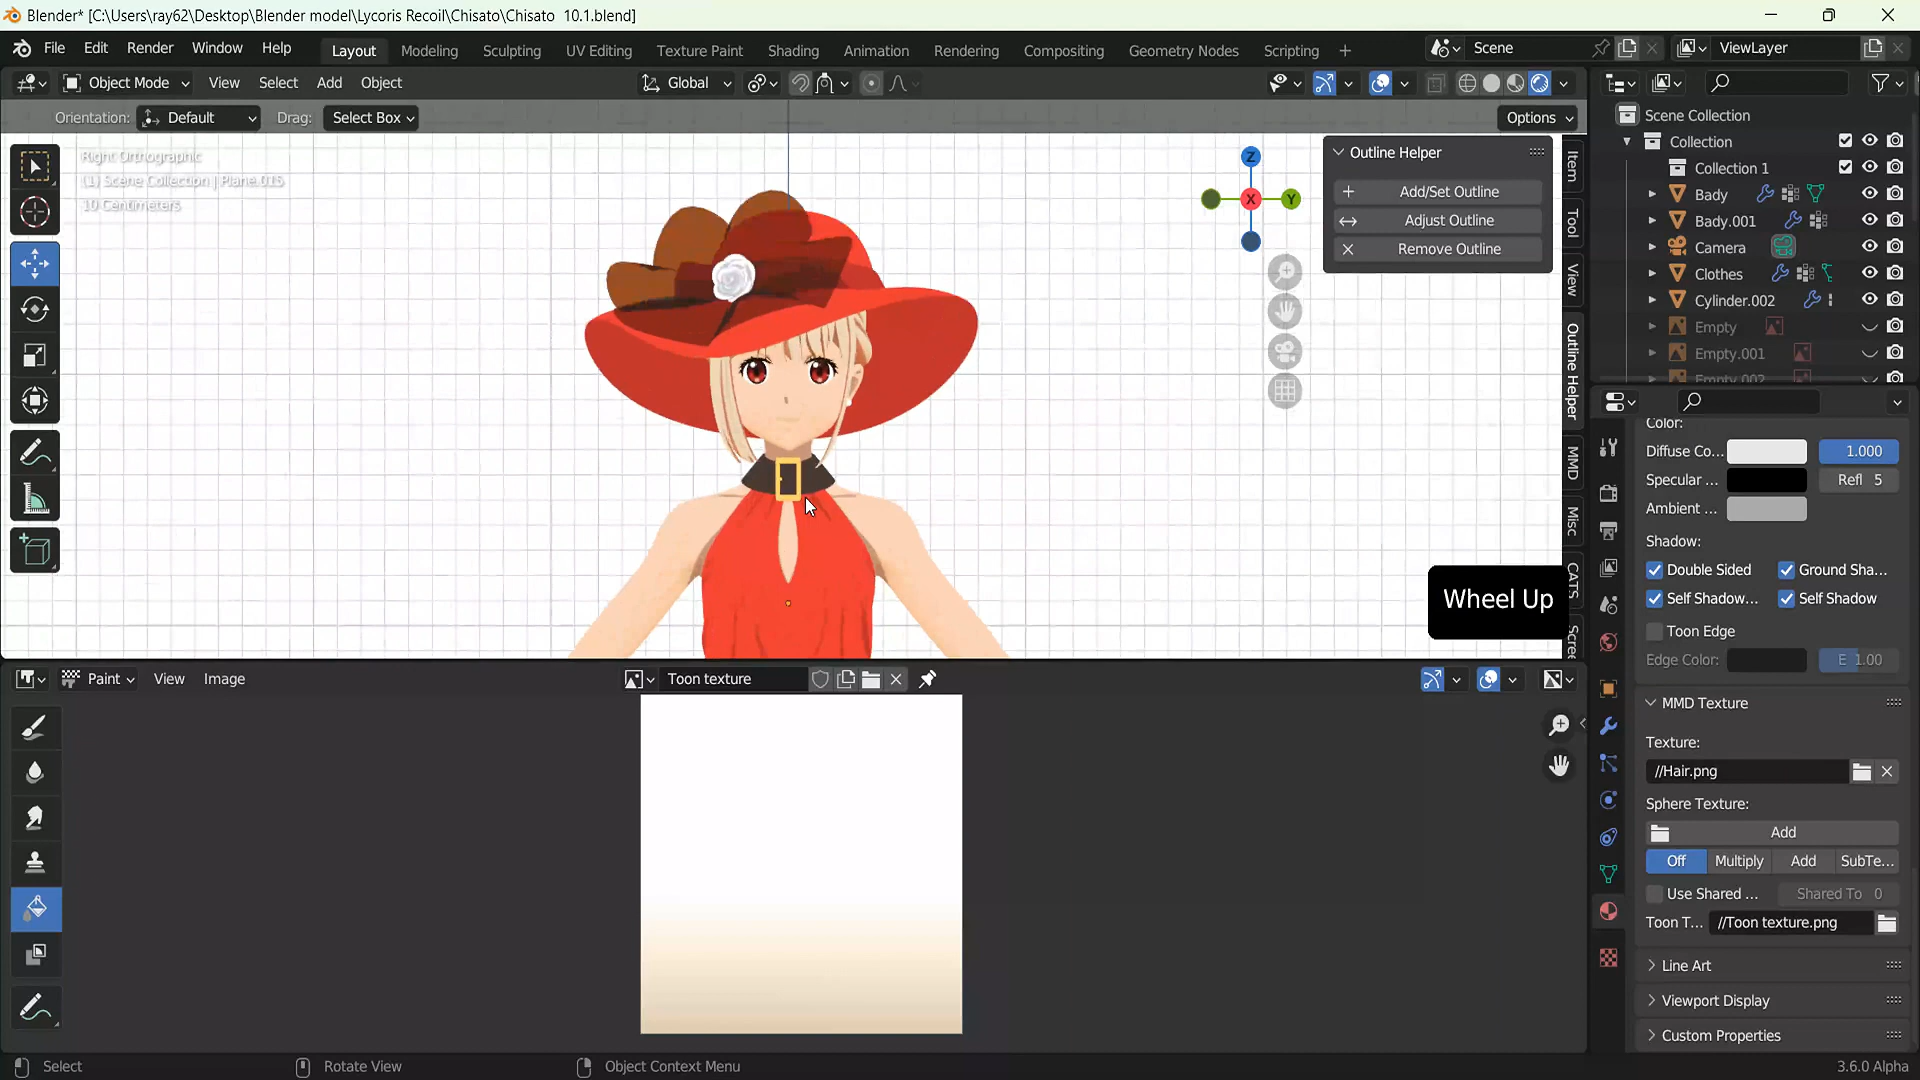 Blender* [C:\Users\ray62\Desktop\Blender model\Lycoris Recoil\Chisato\Chisato  10.1.blend]
File Edit Render Window Help Layout Modeling Sculpting UV Editing Texture Paint Shading Animation Rendering Compositing Geometry Nodes Scripting + Scene ViewLayer
Object Mode View Select Add Object Global
Orientation: Default Drag: Select Box Options
Right Orthographic
(1) Scene Collection | Plane.015
10 Centimeters
Z
X
Y
Outline Helper
Add/Set Outline
Adjust Outline
Remove Outline
Item
Tool
View
Outline Helper
MMD
Misc
CATS
Scree
Wheel Up
Scene Collection
Collection
Collection 1
Bady
Bady.001
Camera
Clothes
Cylinder.002
Empty
Empty.001
Empty.002
Color:
Diffuse Co... 1.000
Specular ... Refl 5
Ambient ...
Shadow:
Double Sided Ground Sha...
Self Shadow... Self Shadow
Toon Edge
Edge Color: E 1.00
MMD Texture
Texture:
//Hair.png
Sphere Texture:
Add
Off Multiply Add SubTe...
Use Shared ... Shared To 0
Toon T... //Toon texture.png
Line Art
Viewport Display
Custom Properties
Paint View Image Toon texture
Select Rotate View Object Context Menu 3.6.0 Alpha